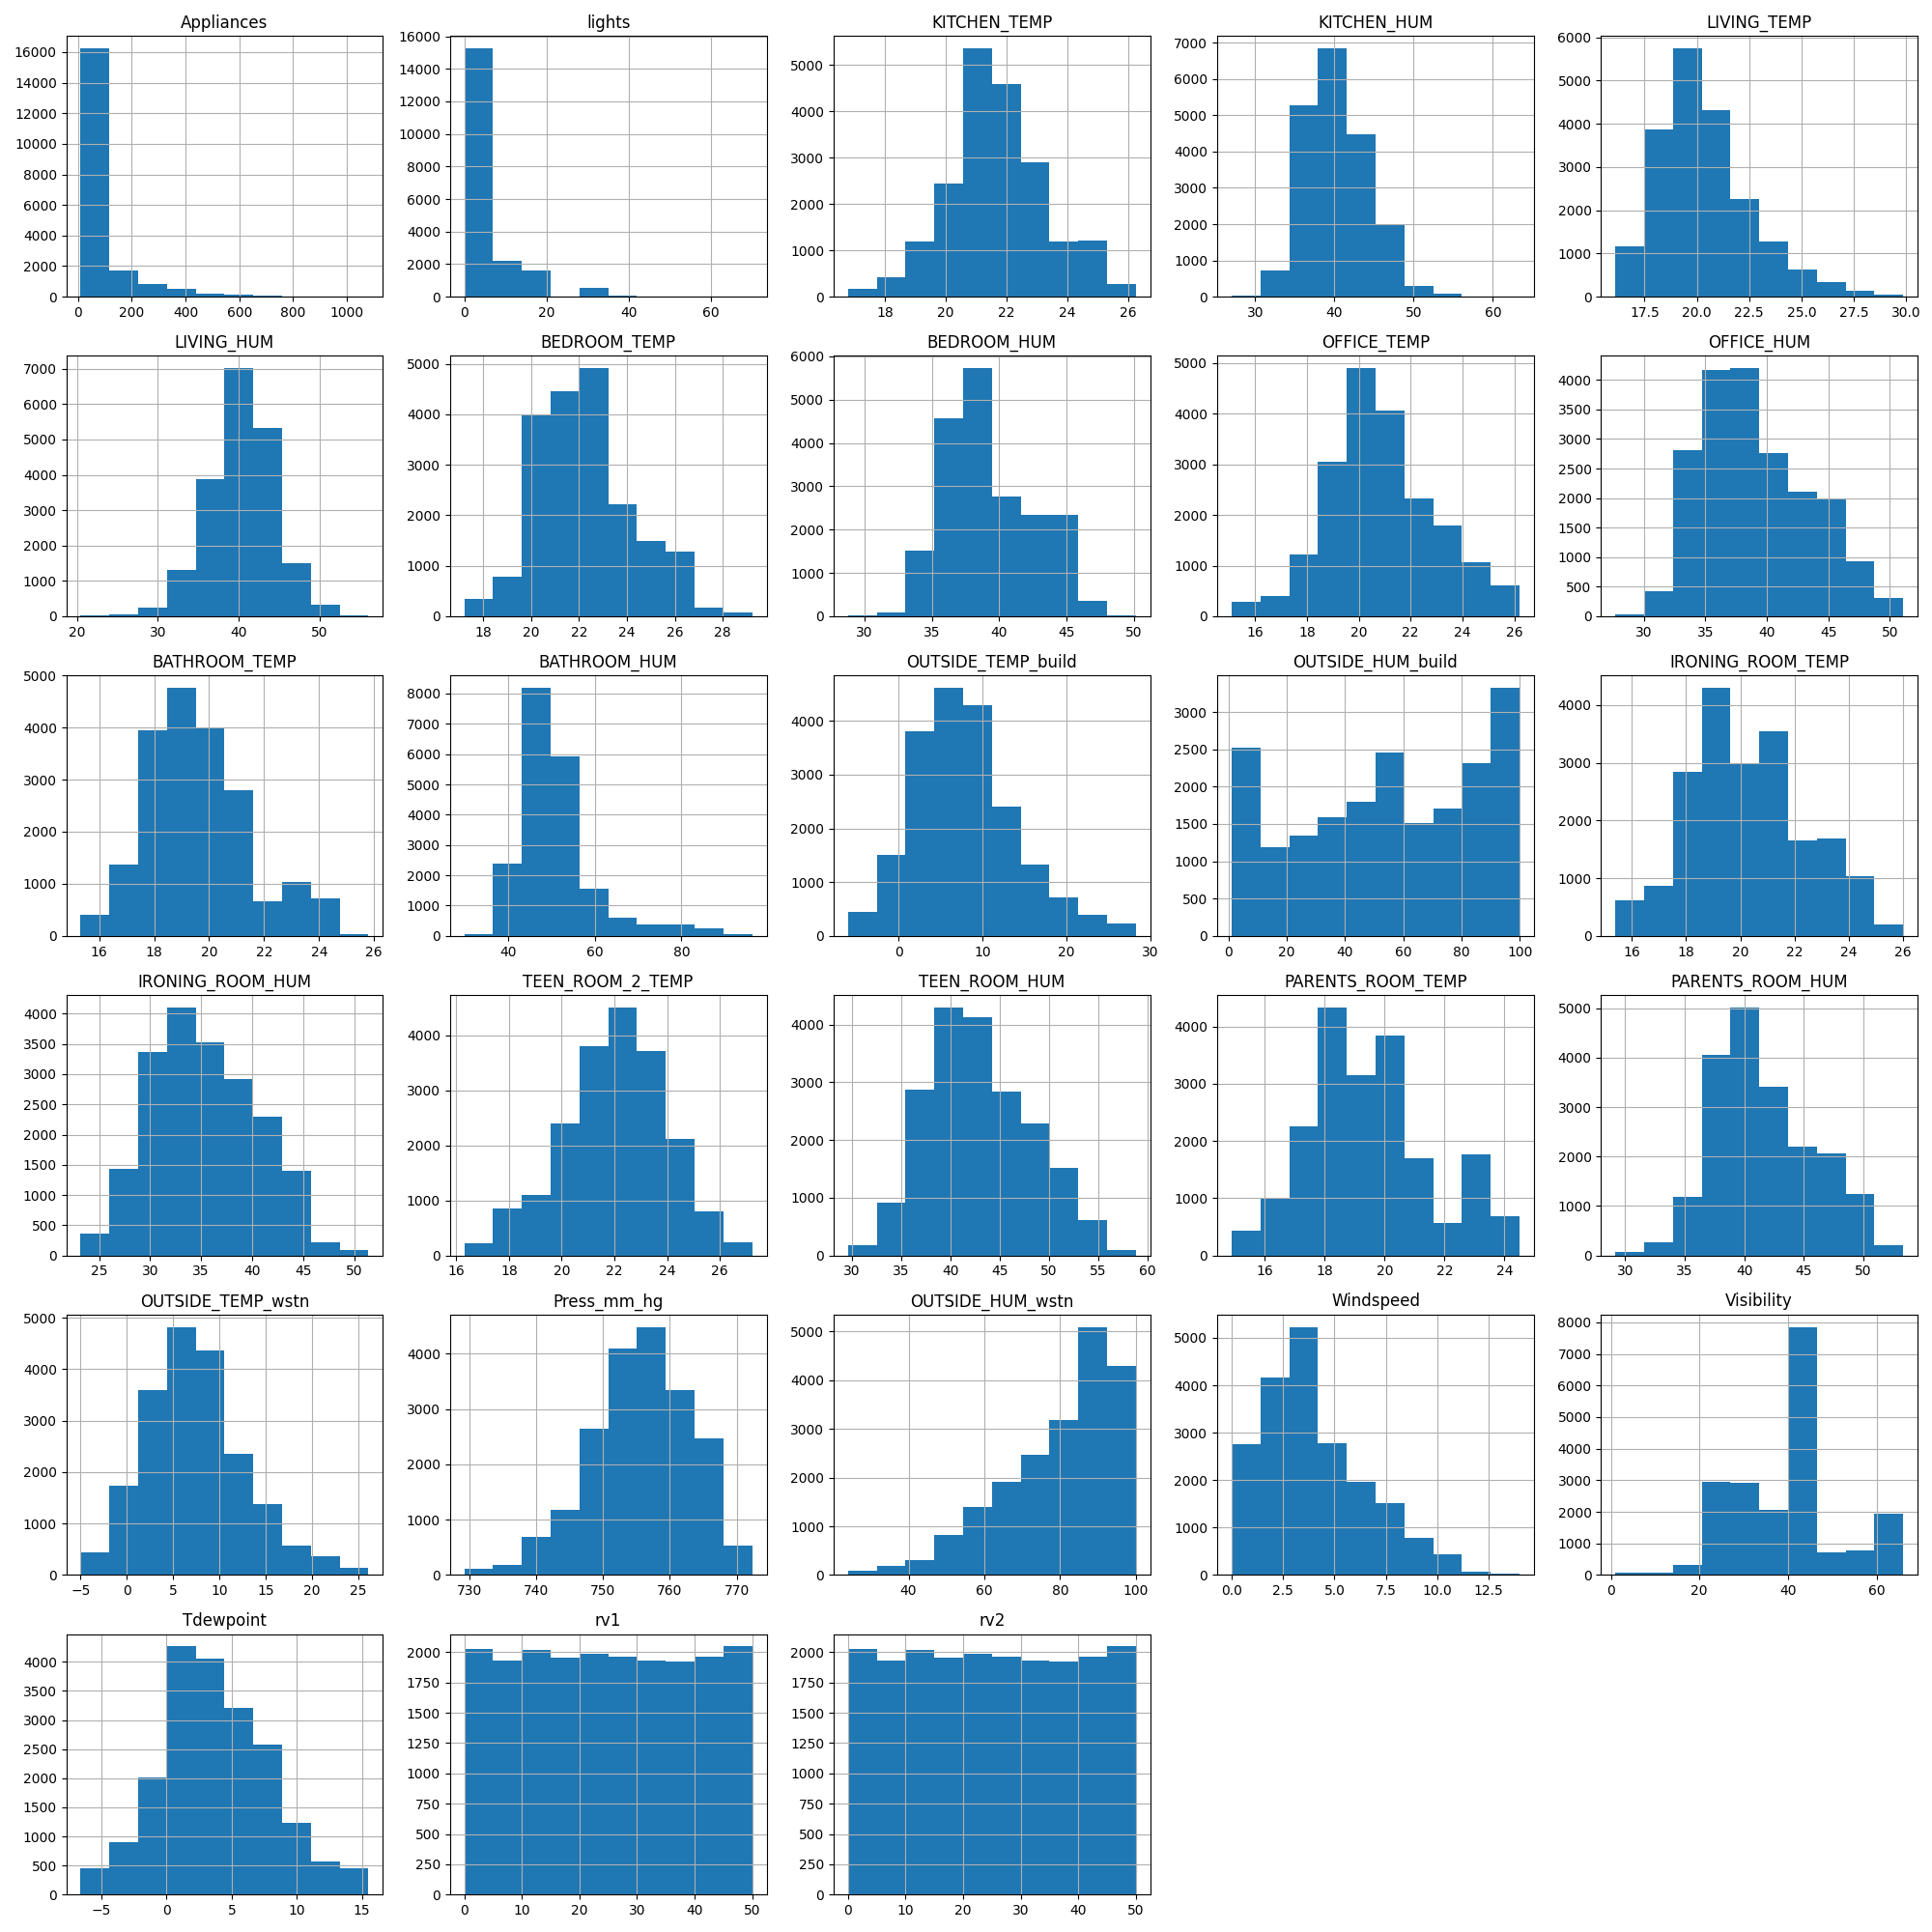 Appliances lights KITCHEN_TEMP KITCHEN_HUM LIVING_TEMP
16000 14000 12000 10000 8000 6000 4000 2000 0
0 200 400 600 800 1000
16000 14000 12000 10000 8000 6000 4000 2000 0
0 20 40 60
5000 4000 3000 2000 1000 0
18 20 22 24 26
7000 6000 5000 4000 3000 2000 1000 0
30 40 50 60
6000 5000 4000 3000 2000 1000 0
17.5 20.0 22.5 25.0 27.5 30.0
LIVING_HUM BEDROOM_TEMP BEDROOM_HUM OFFICE_TEMP OFFICE_HUM
7000 6000 5000 4000 3000 2000 1000 0
20 30 40 50
5000 4000 3000 2000 1000 0
18 20 22 24 26 28
6000 5000 4000 3000 2000 1000 0
30 35 40 45 50
5000 4000 3000 2000 1000 0
16 18 20 22 24 26
4000 3500 3000 2500 2000 1500 1000 500 0
30 35 40 45 50
BATHROOM_TEMP BATHROOM_HUM OUTSIDE_TEMP_build OUTSIDE_HUM_build IRONING_ROOM_TEMP
5000 4000 3000 2000 1000 0
16 18 20 22 24 26
8000 7000 6000 5000 4000 3000 2000 1000 0
40 60 80
4000 3000 2000 1000 0
0 10 20 30
3000 2500 2000 1500 1000 500 0
0 20 40 60 80 100
4000 3000 2000 1000 0
16 18 20 22 24 26
IRONING_ROOM_HUM TEEN_ROOM_2_TEMP TEEN_ROOM_HUM PARENTS_ROOM_TEMP PARENTS_ROOM_HUM
4000 3500 3000 2500 2000 1500 1000 500 0
25 30 35 40 45 50
4000 3000 2000 1000 0
16 18 20 22 24 26
4000 3000 2000 1000 0
30 35 40 45 50 55 60
4000 3000 2000 1000 0
16 18 20 22 24
5000 4000 3000 2000 1000 0
30 35 40 45 50
OUTSIDE_TEMP_wstn Press_mm_hg OUTSIDE_HUM_wstn Windspeed Visibility
5000 4000 3000 2000 1000 0
−5 0 5 10 15 20 25
4000 3000 2000 1000 0
730 740 750 760 770
5000 4000 3000 2000 1000 0
40 60 80 100
5000 4000 3000 2000 1000 0
0.0 2.5 5.0 7.5 10.0 12.5
8000 7000 6000 5000 4000 3000 2000 1000 0
0 20 40 60
Tdewpoint rv1 rv2
4000 3500 3000 2500 2000 1500 1000 500 0
−5 0 5 10 15
2000 1750 1500 1250 1000 750 500 250 0
0 10 20 30 40 50
2000 1750 1500 1250 1000 750 500 250 0
0 10 20 30 40 50